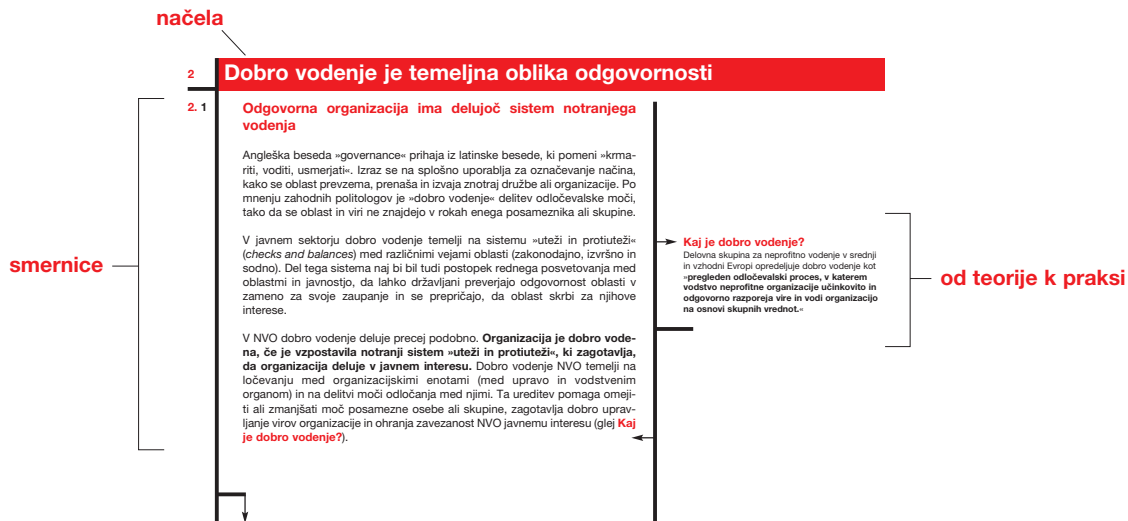 načela
2 Dobro vodenje je temeljna oblika odgovornosti
2. 1 Odgovorna organizacija ima delujoč sistem notranjega
vodenja
Angleška beseda »governance« prihaja iz latinske besede, ki pomeni »krma-
riti, voditi, usmerjati«. Izraz se na splošno uporablja za označevanje načina,
kako se oblast prevzema, prenaša in izvaja znotraj družbe ali organizacije. Po
mnenju zahodnih politologov je »dobro vodenje« delitev odločevalske moči,
tako da se oblast in viri ne znajdejo v rokah enega posameznika ali skupine.
V javnem sektorju dobro vodenje temelji na sistemu »uteži in protiuteži«
(checks and balances) med različnimi vejami oblasti (zakonodajno, izvršno in
sodno). Del tega sistema naj bi bil tudi postopek rednega posvetovanja med
oblastmi in javnostjo, da lahko državljani preverjajo odgovornost oblasti v
zameno za svoje zaupanje in se prepričajo, da oblast skrbi za njihove
interese.
V NVO dobro vodenje deluje precej podobno. Organizacija je dobro vode-
na, če je vzpostavila notranji sistem »uteži in protiuteži«, ki zagotavlja,
da organizacija deluje v javnem interesu. Dobro vodenje NVO temelji na
ločevanju med organizacijskimi enotami (med upravo in vodstvenim
organom) in na delitvi moči odločanja med njimi. Ta ureditev pomaga omeji-
ti ali zmanjšati moč posamezne osebe ali skupine, zagotavlja dobro uprav-
ljanje virov organizacije in ohranja zavezanost NVO javnemu interesu (glej Kaj
je dobro vodenje?).
smernice
Kaj je dobro vodenje?
Delovna skupina za neprofitno vodenje v srednji
in vzhodni Evropi opredeljuje dobro vodenje kot
»pregleden odločevalski proces, v katerem
vodstvo neprofitne organizacije učinkovito in
odgovorno razporeja vire in vodi organizacijo
na osnovi skupnih vrednot.«
od teorije k praksi